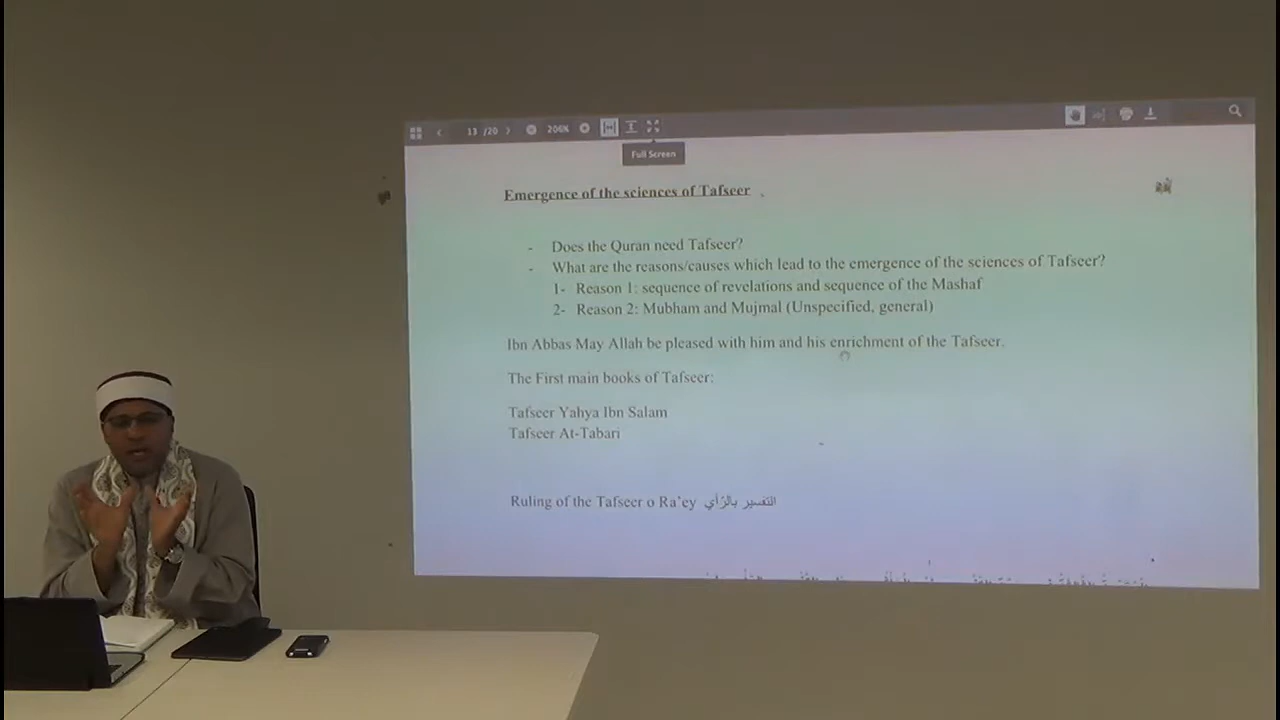 13 /20
206%
Full Screen
Emergence of the sciences of Tafseer
- Does the Quran need Tafseer?
- What are the reasons/causes which lead to the emergence of the sciences of Tafseer?
1- Reason 1: sequence of revelations and sequence of the Mashaf
2- Reason 2: Mubham and Mujmal (Unspecified, general)
Ibn Abbas May Allah be pleased with him and his enrichment of the Tafseer.
The First main books of Tafseer:
Tafseer Yahya Ibn Salam
Tafseer At-Tabari
Ruling of the Tafseer o Ra'ey التفسير بالرّأي